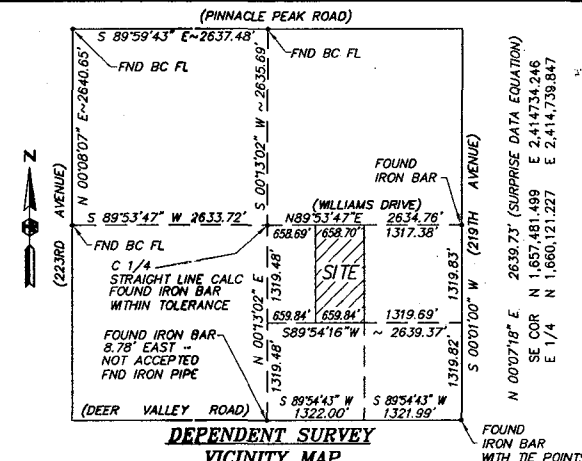 (PINNACLE PEAK ROAD)
S 89'59'43" E~2637.48'
FND BC FL
FND BC FL
N 00'08'07" E~2640.65'
S 00'13'02" W ~ 2635.69'
N
(223RD AVENUE)
(219TH AVENUE)
FOUND
IRON BAR
(WILLIAMS DRIVE)
S 89'53'47" W 2633.72'
N89'53'47"E 2634.76'
658.69' 658.70' 1317.38'
FND BC FL
C 1/4
STRAIGHT LINE CALC
FOUND IRON BAR
WITHIN TOLERANCE
SITE
N 00'13'02" E
1319.48'
1319.48'
1319.83'
1319.82'
S 00'01'00" W
659.84' 659.84' 1319.69'
S89'54'16"W ~ 2639.37'
FOUND IRON BAR
8.78' EAST
NOT ACCEPTED
FND IRON PIPE
S 89'54'43" W
1322.00'
S 89'54'43" W
1321.99'
(DEER VALLEY ROAD)
FOUND
IRON BAR
WITH TIE POINTS
N 00'07'18" E 2639.73' (SURPRISE DATA EQUATION)
SE COR N 1,657,481.499 E 2,414734.246
E 1/4 N 1,660,121.227 E 2,414,739.847
DEPENDENT SURVEY
VICINITY MAP